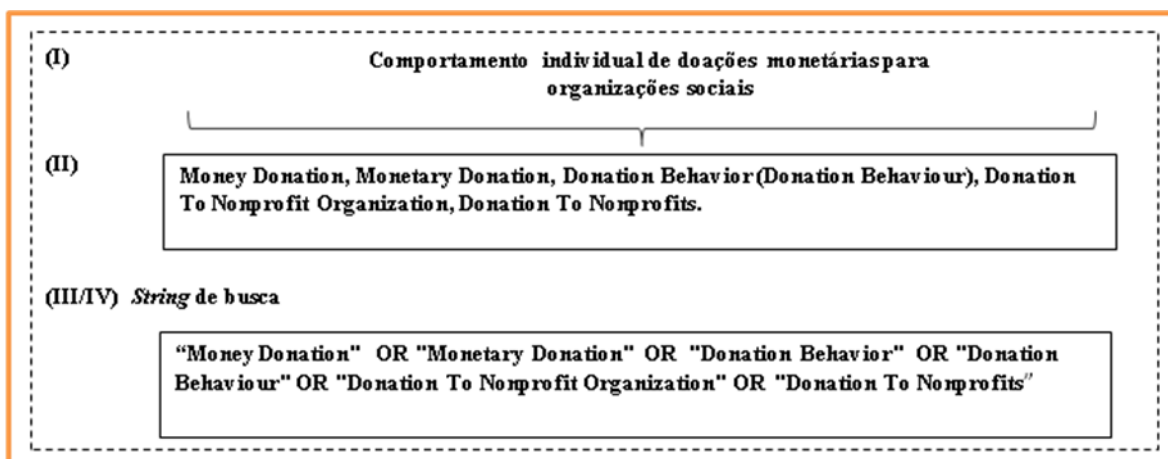 (I)
Comportamento individual de doações monetárias para
organizações sociais
(II)
Money Donation, Monetary Donation, Donation Behavior (Donation Behaviour), Donation
To Nonprofit Organization, Donation To Nonprofits.
(III/IV) String de busca
“Money Donation" OR "Monetary Donation" OR "Donation Behavior" OR "Donation
Behaviour" OR "Donation To Nonprofit Organization" OR "Donation To Nonprofits”